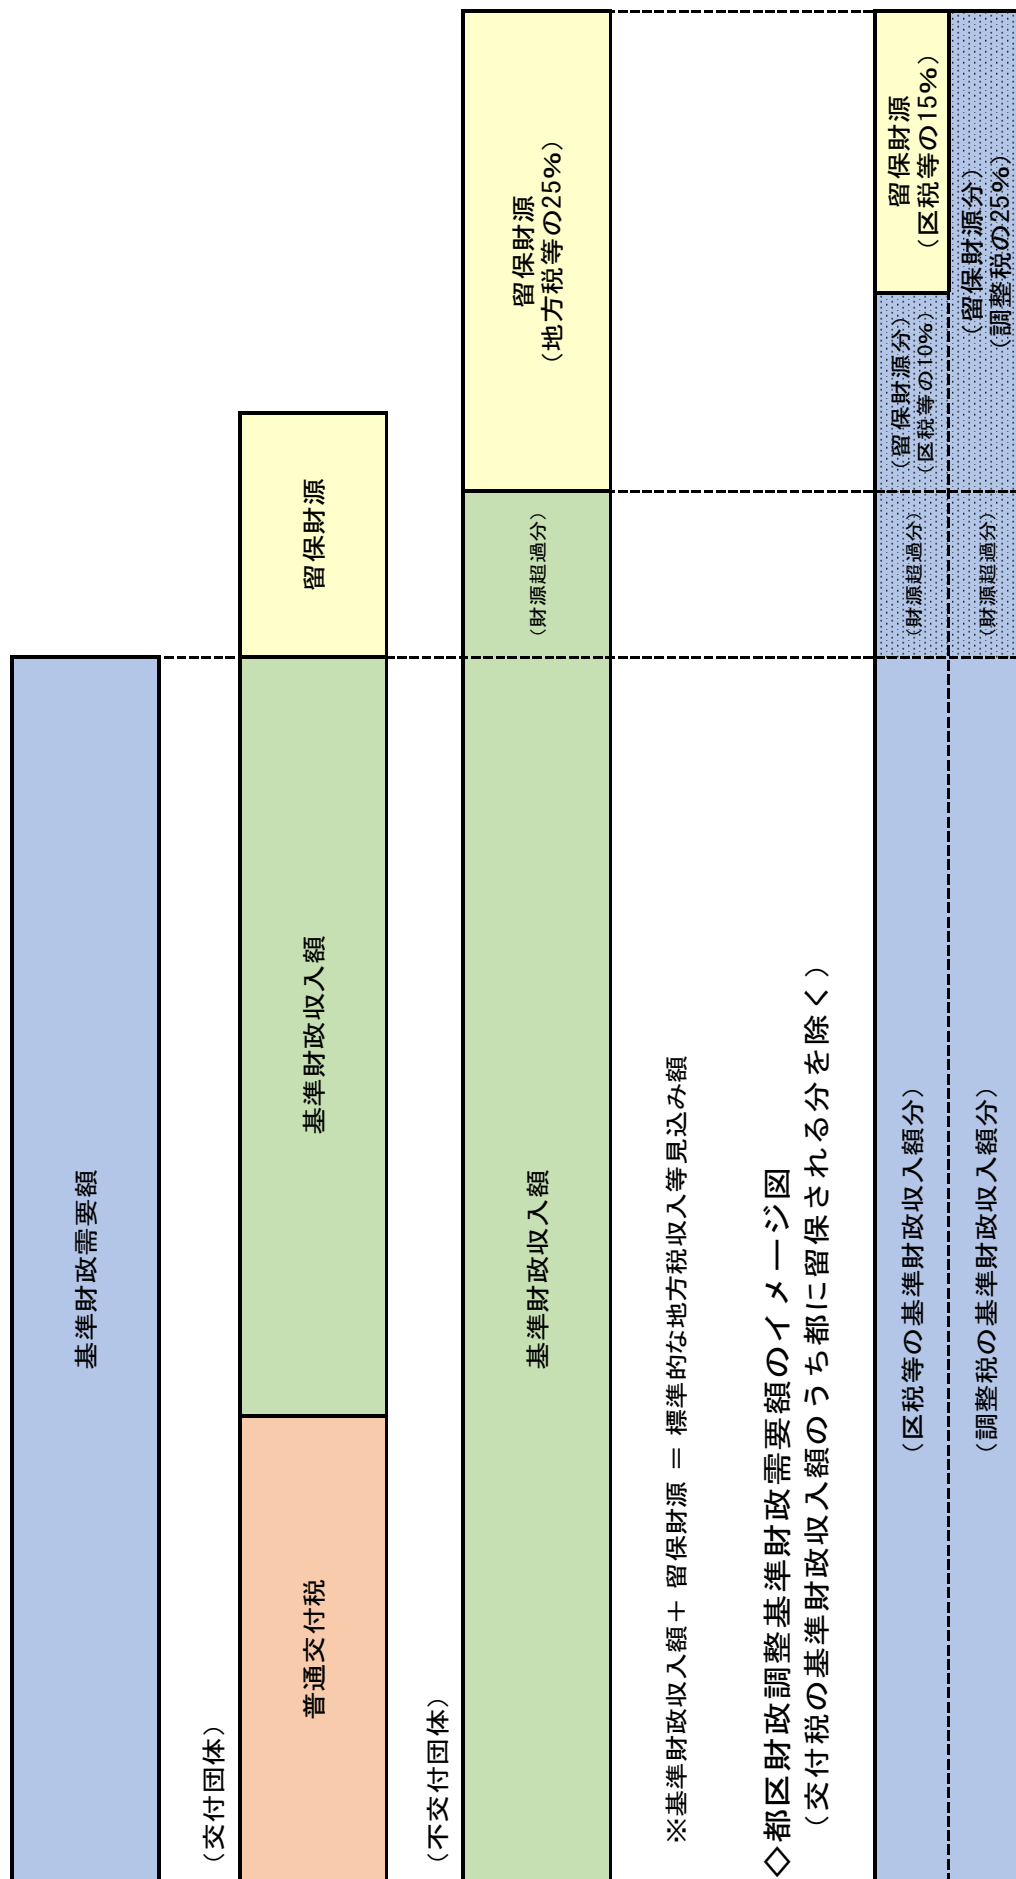 基準財政需要額
（交付団体）
普通交付税
基準財政収入額
留保財源
（不交付団体）
基準財政収入額
（財源超過分）
留保財源
（地方税等の25%）
※基準財政収入額＋ 留保財源 ＝ 標準的な地方税収入等見込み額
◇都区財政調整基準財政需要額のイメージ図
（交付税の基準財政収入額のうち都に留保される分を除く）
（区税等の基準財政収入額分）
（財源超過分）
（留保財源分）
（区税等の10%）
留保財源
（区税等の15%）
（調整税の基準財政収入額分）
（財源超過分）
（留保財源分）
（調整税の25%）